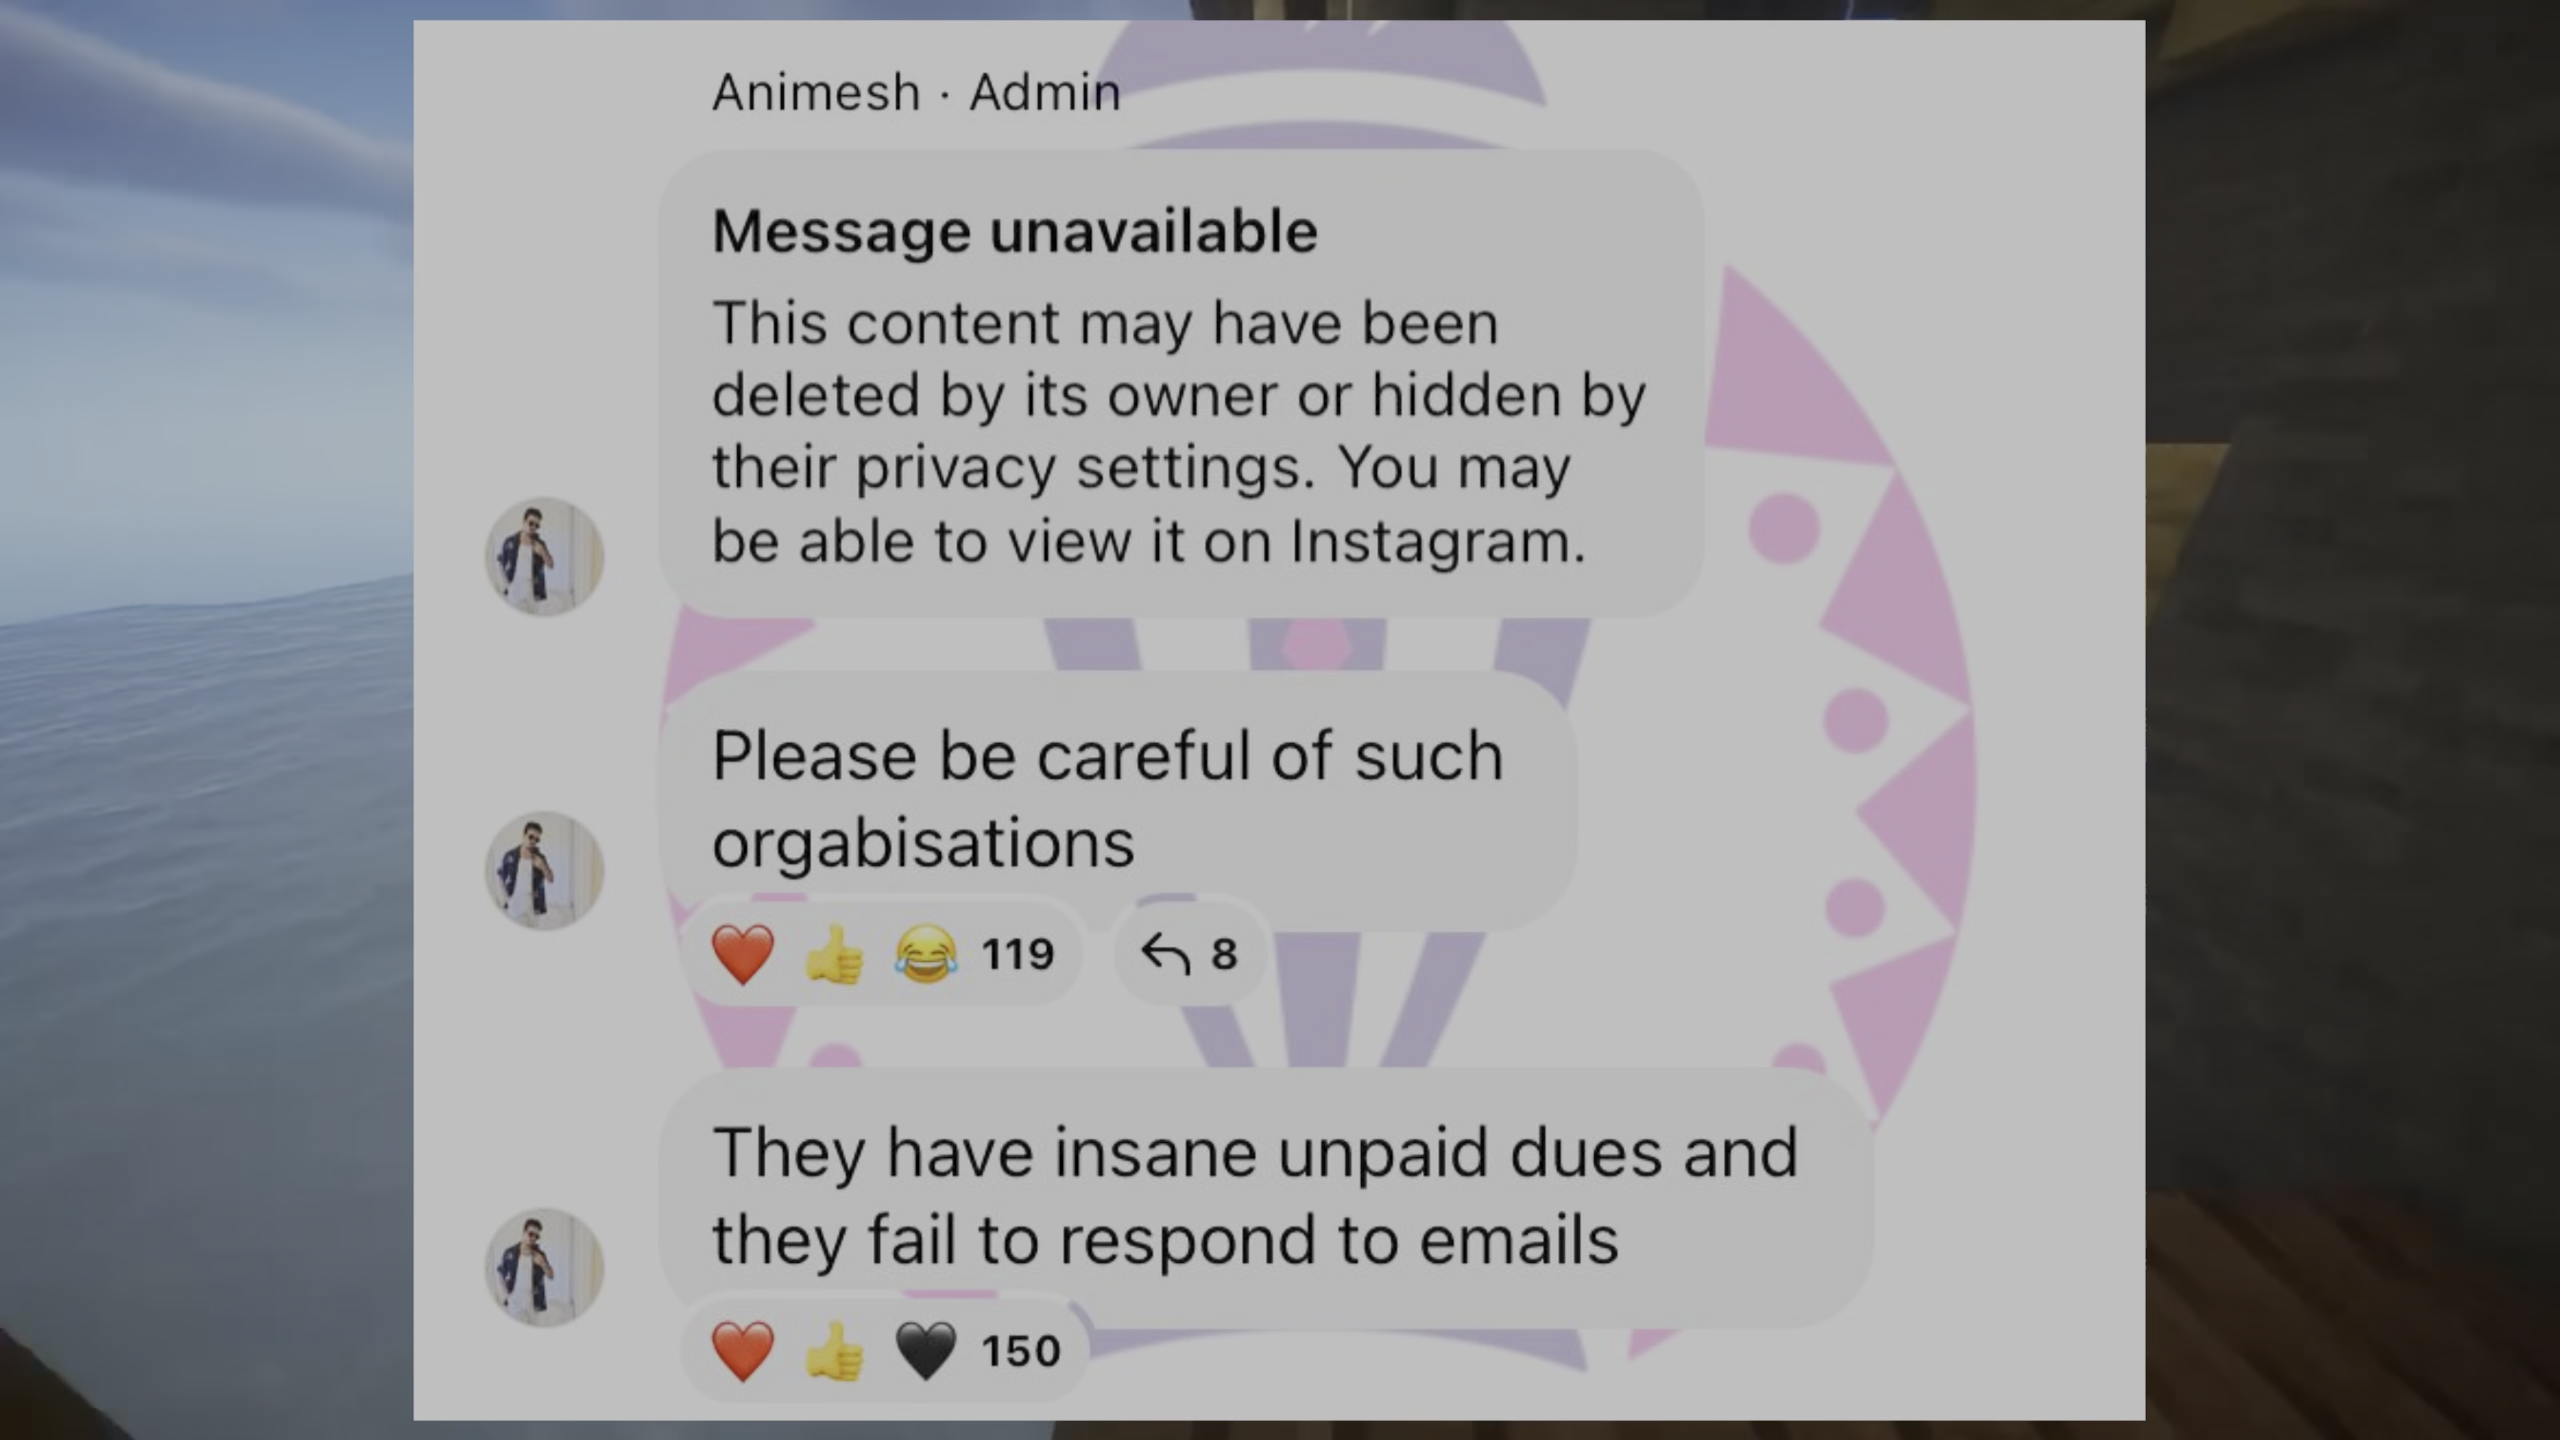 Animesh · Admin
Message unavailable
This content may have been
deleted by its owner or hidden by
their privacy settings. You may
be able to view it on Instagram.
Please be careful of such
orgabisations
❤️ 👍 😂 119 8
They have insane unpaid dues and
they fail to respond to emails
❤️ 👍 🖤 150